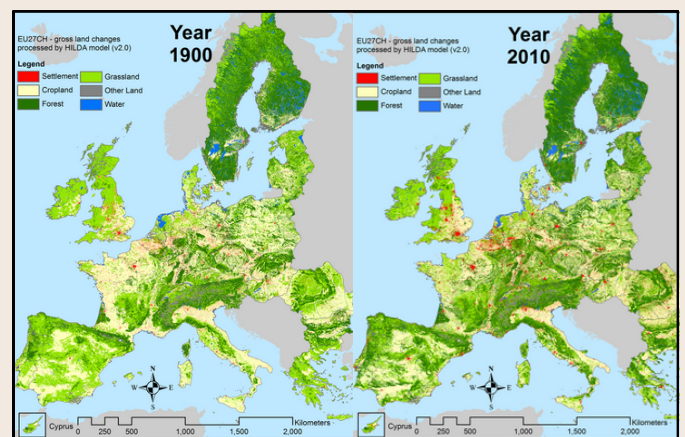 EU27CH - gross land changes
processed by HILDA model (v2.0)
Year
1900
Legend
Settlement Grassland
Cropland Other Land
Forest Water
N
W E
S
Cyprus
Kilometers
0 250 500 1,000 1,500 2,000
EU27CH - gross land changes
processed by HILDA model (v2.0)
Year
2010
Legend
Settlement Grassland
Cropland Other Land
Forest Water
N
W E
S
Cyprus
Kilometers
0 250 500 1,000 1,500 2,000